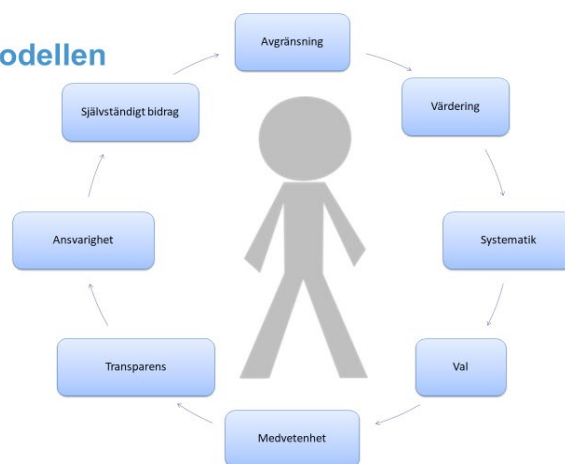 odellen
Avgränsning
Värdering
Systematik
Val
Medvetenhet
Transparens
Ansvarighet
Självständigt bidrag